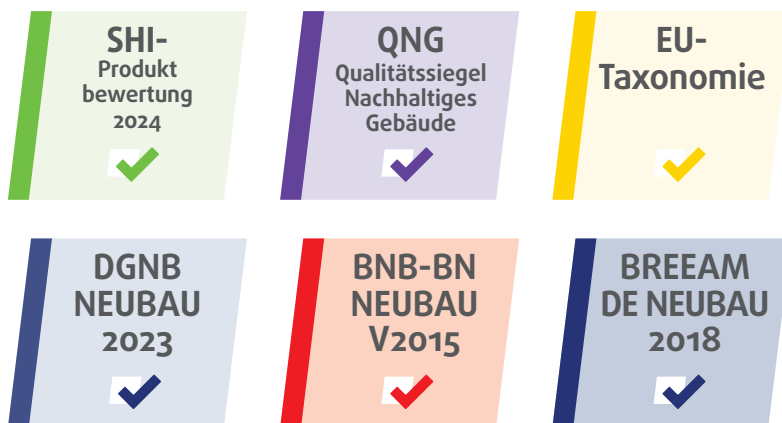 SHI-
Produkt
bewertung
2024
QNG
Qualitätssiegel
Nachhaltiges
Gebäude
EU-
Taxonomie
DGNB
NEUBAU
2023
BNB-BN
NEUBAU
V2015
BREEAM
DE NEUBAU
2018